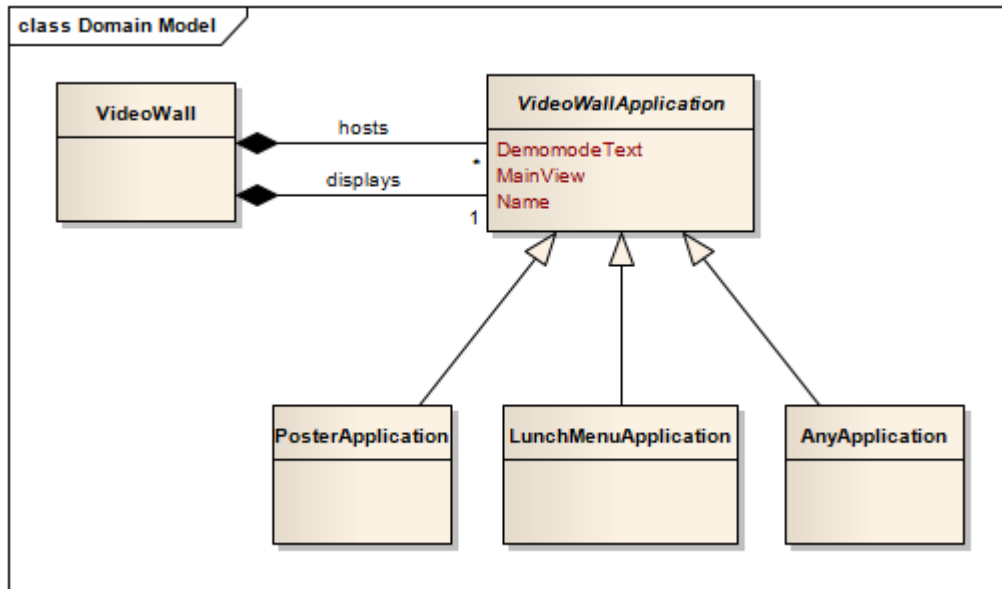 class Domain Model
VideoWall
VideoWallApplication
hosts
DemomodeText
*
MainView
displays
Name
1
PosterApplication
LunchMenuApplication
AnyApplication